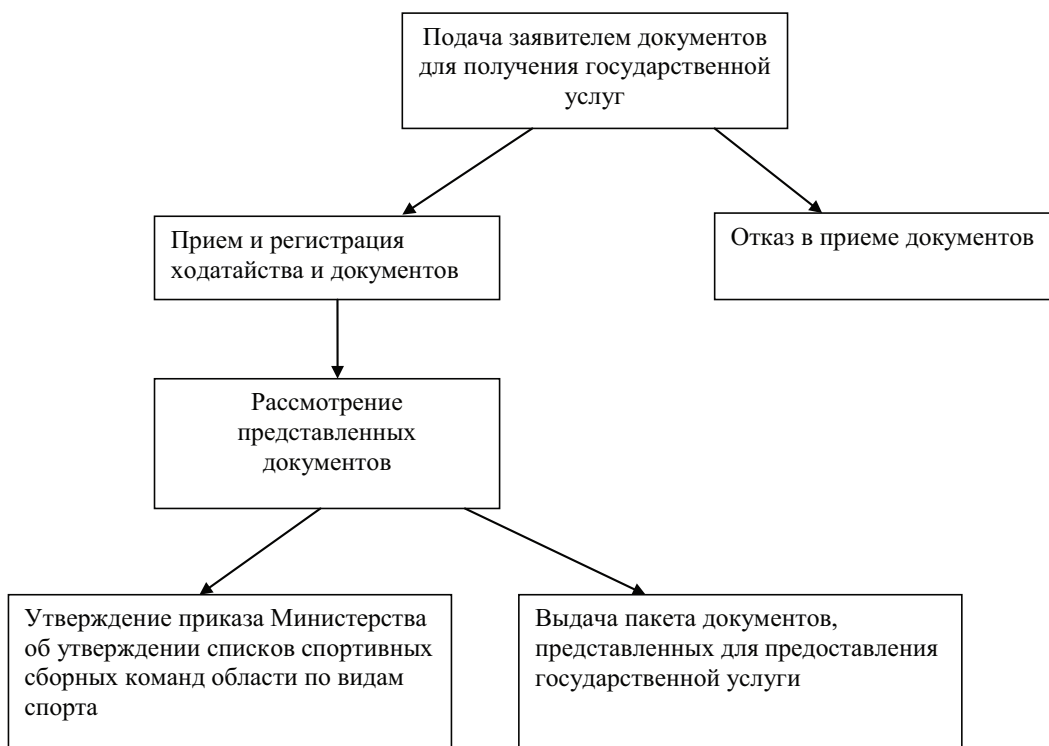 Подача заявителем документов
для получения государственной
услуг
Прием и регистрация
ходатайства и документов
Отказ в приеме документов
Рассмотрение
представленных
документов
Утверждение приказа Министерства
об утверждении списков спортивных
сборных команд области по видам
спорта
Выдача пакета документов,
представленных для предоставления
государственной услуги